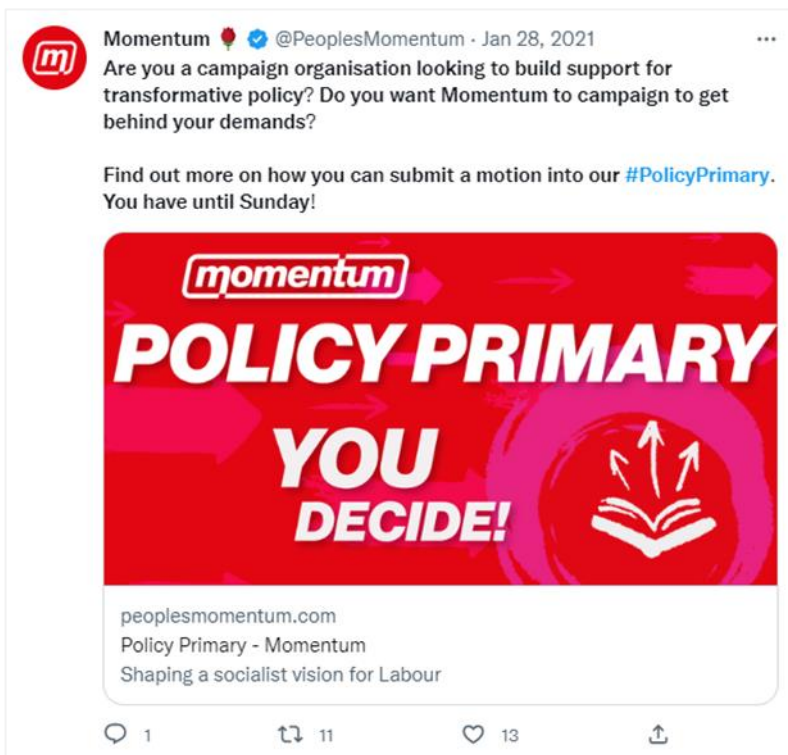 Momentum 🌹 @PeoplesMomentum · Jan 28, 2021
Are you a campaign organisation looking to build support for
transformative policy? Do you want Momentum to campaign to get
behind your demands?
Find out more on how you can submit a motion into our #PolicyPrimary.
You have until Sunday!
momentum
POLICY PRIMARY
YOU
DECIDE!
peoplesmomentum.com
Policy Primary - Momentum
Shaping a socialist vision for Labour
1 11 13